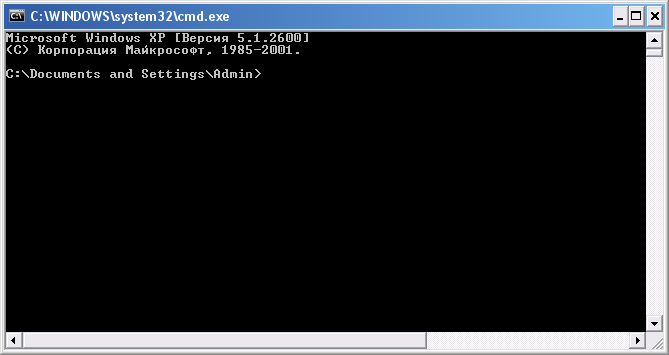 C:\WINDOWS\system32\cmd.exe
Microsoft Windows XP [Версия 5.1.2600]
(C) Корпорация Майкрософт, 1985-2001.
C:\Documents and Settings\Admin>